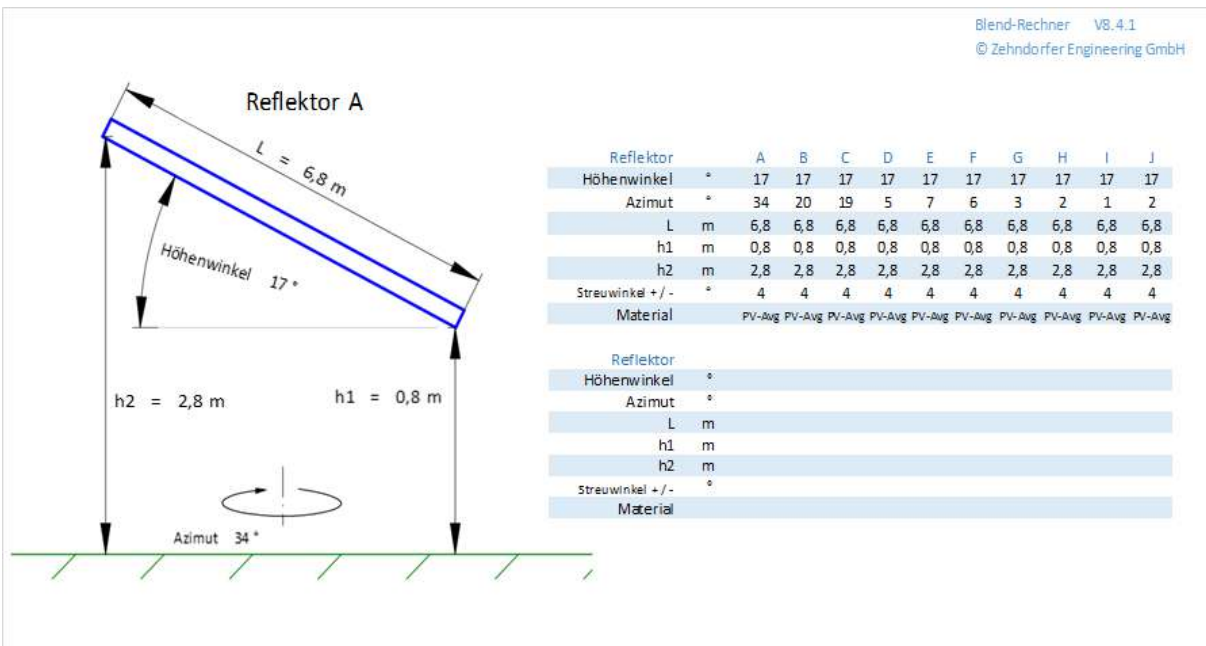 Blend-Rechner V8.4.1
© Zehndorfer Engineering GmbH
Reflektor A
L = 6,8 m
Höhenwinkel 17 °
h2 = 2,8 m
h1 = 0,8 m
Azimut 34 °
Reflektor A B C D E F G H I J
Höhenwinkel ° 17 17 17 17 17 17 17 17 17 17
Azimut ° 34 20 19 5 7 6 3 2 1 2
L m 6,8 6,8 6,8 6,8 6,8 6,8 6,8 6,8 6,8 6,8
h1 m 0,8 0,8 0,8 0,8 0,8 0,8 0,8 0,8 0,8 0,8
h2 m 2,8 2,8 2,8 2,8 2,8 2,8 2,8 2,8 2,8 2,8
Streuwinkel + / - ° 4 4 4 4 4 4 4 4 4 4
Material PV-Avg PV-Avg PV-Avg PV-Avg PV-Avg PV-Avg PV-Avg PV-Avg PV-Avg PV-Avg
Reflektor
Höhenwinkel °
Azimut °
L m
h1 m
h2 m
Streuwinkel + / - °
Material